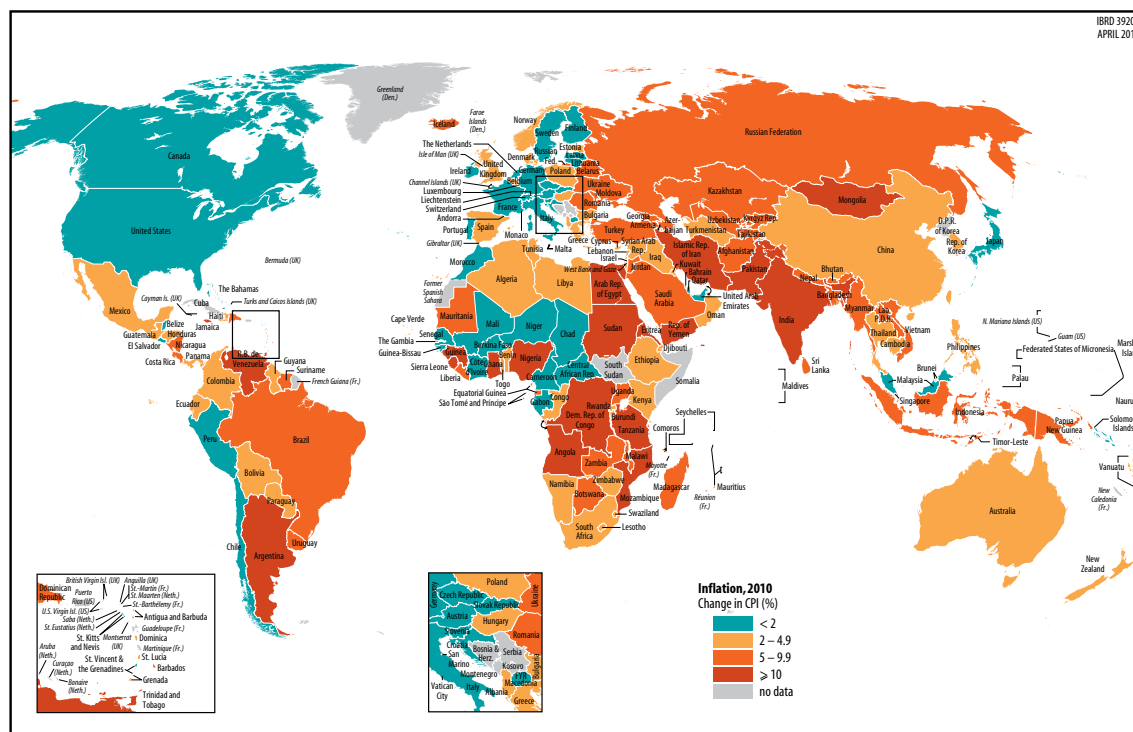 IBRD 3920
APRIL 201
Greenland
(Den.)
Faroe
Islands
(Den.)
Iceland
Norway
Sweden
Finland
Russian Federation
Canada
The Netherlands
Isle of Man (UK)
United
Kingdom
Ireland
Denmark
Estonia
Russian
Fed.
Latvia
Lithuania
Belarus
Germany
Poland
Belgium
Channel Islands (UK)
Luxembourg
Liechtenstein
Switzerland
France
Andorra
Portugal
Spain
Gibraltar (UK)
Monaco
Italy
Ukraine
Moldova
Romania
Bulgaria
Greece
Cyprus
Malta
Tunisia
Turkey
Georgia
Armenia
Azer-
baijan
Kazakhstan
Uzbekistan
Turkmenistan
Kyrgyz Rep.
Tajikistan
Mongolia
China
D.P.R.
of Korea
Rep. of
Korea
Japan
United States
Bermuda (UK)
Mexico
Cayman Is. (UK)
The Bahamas
Cuba
Turks and Caicos Islands (UK)
Haiti
Belize
Jamaica
Guatemala
Honduras
El Salvador
Nicaragua
Costa Rica
Panama
R.B. de
Venezuela
Guyana
Suriname
French Guiana (Fr.)
Colombia
Ecuador
Peru
Brazil
Bolivia
Paraguay
Chile
Argentina
Uruguay
Morocco
Former
Spanish
Sahara
Algeria
Libya
Lebanon
Israel
West Bank and Gaza
Syrian Arab
Rep.
Iraq
Jordan
Arab Rep.
of Egypt
Islamic Rep.
of Iran
Kuwait
Bahrain
Qatar
Saudi
Arabia
United Arab
Emirates
Oman
Rep. of
Yemen
Afghanistan
Pakistan
India
Nepal
Bhutan
Bangladesh
Myanmar
Lao
P.D.R.
Thailand
Vietnam
Cambodia
Sri
Lanka
Maldives
Philippines
Brunei
Malaysia
Singapore
Indonesia
Timor-Leste
Papua
New Guinea
N. Mariana Islands (US)
Guam (US)
Federated States of Micronesia
Palau
Marsh
Islan
Nauru
Solomo
Islands
Vanuatu
New
Caledonia
(Fr.)
Australia
New
Zealand
Cape Verde
Mauritania
Senegal
The Gambia
Guinea-Bissau
Guinea
Sierra Leone
Liberia
Mali
Burkina Faso
Côte
d'Ivoire
Ghana
Togo
Benin
Niger
Nigeria
Chad
Sudan
South
Sudan
Eritrea
Djibouti
Ethiopia
Somalia
Cameroon
Central
African Rep.
Equatorial Guinea
São Tomé and Príncipe
Gabon
Congo
Dem. Rep. of
Congo
Uganda
Rwanda
Burundi
Kenya
Tanzania
Seychelles
Comoros
Mayotte
(Fr.)
Angola
Zambia
Malawi
Mozambique
Zimbabwe
Namibia
Botswana
Madagascar
Réunion (Fr.)
Mauritius
South
Africa
Swaziland
Lesotho
Dominican
Republic
Puerto
Rico (US)
British Virgin Isl. (UK)
Anguilla (UK)
St.-Martin (Fr.)
St. Maarten (Neth.)
St.-Barthélemy (Fr.)
U.S. Virgin Isl. (US)
Saba (Neth.)
St. Eustatius (Neth.)
Antigua and Barbuda
St. Kitts
and Nevis
Montserrat
(UK)
Guadeloupe (Fr.)
Dominica
Martinique (Fr.)
St. Lucia
Aruba
(Neth.)
Curaçao
(Neth.)
Bonaire
(Neth.)
St. Vincent &
the Grenadines
Barbados
Grenada
Trinidad and
Tobago
Germany
Poland
Czech Republic
Slovak Republic
Ukraine
Austria
Hungary
Slovenia
Croatia
Romania
San
Marino
Bosnia &
Herz.
Serbia
Kosovo
Montenegro
Bulgaria
FYR
Macedonia
Vatican
City
Italy
Albania
Greece
Inflation, 2010
Change in CPI (%)
< 2
2 – 4.9
5 – 9.9
⩾ 10
no data